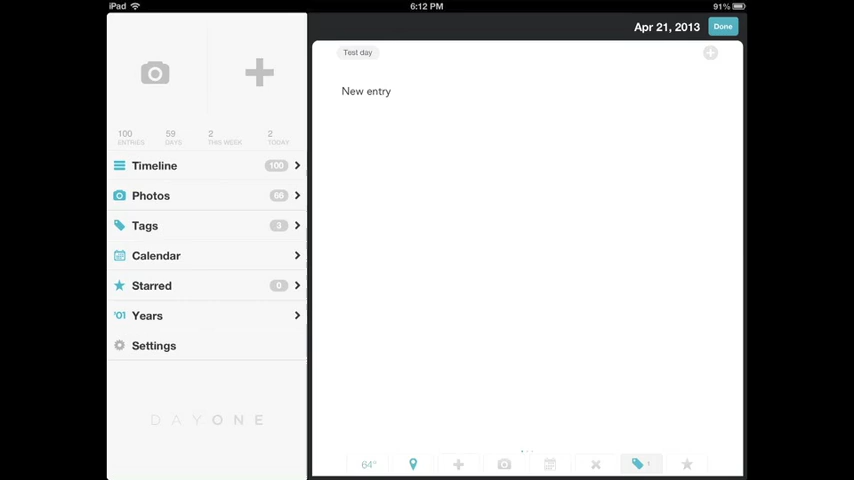 iPad 6:12 PM 91%
Apr 21, 2013 Done
Test day
New entry
100 59 2 2
ENTRIES DAYS THIS WEEK TODAY
Timeline 100
Photos 66
Tags 3
Calendar
Starred 0
'01 Years
Settings
DAYONE
64° 1